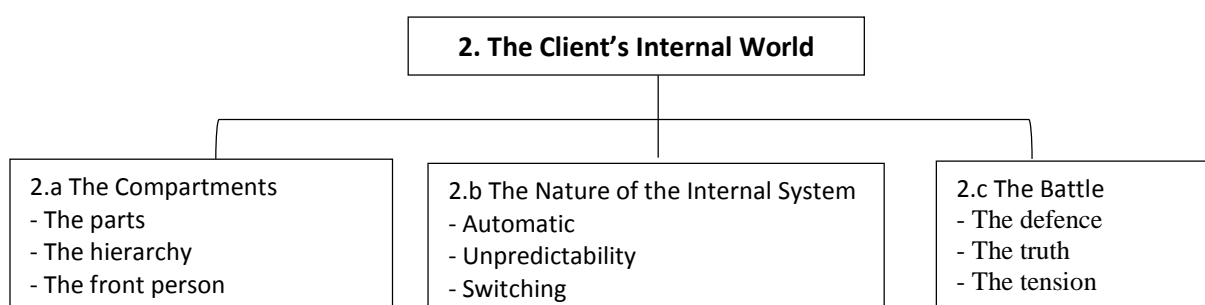 2. The Client’s Internal World
2.a The Compartments
- The parts
- The hierarchy
- The front person
2.b The Nature of the Internal System
- Automatic
- Unpredictability
- Switching
2.c The Battle
- The defence
- The truth
- The tension